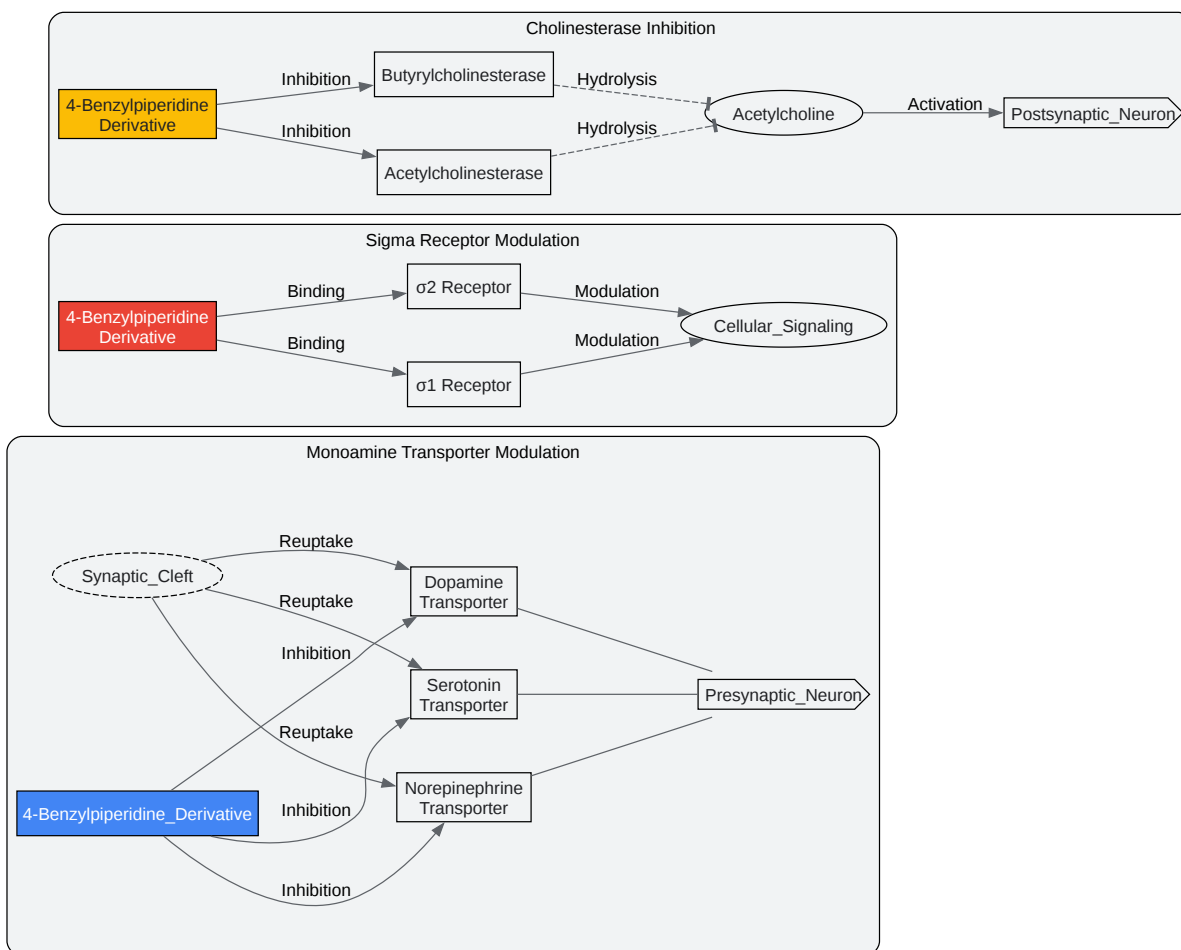 Cholinesterase Inhibition
4-Benzylpiperidine
Derivative
Inhibition
Inhibition
Butyrylcholinesterase
Acetylcholinesterase
Hydrolysis
Hydrolysis
Acetylcholine
Activation
Postsynaptic_Neuron
Sigma Receptor Modulation
4-Benzylpiperidine
Derivative
Binding
Binding
σ2 Receptor
σ1 Receptor
Modulation
Modulation
Cellular_Signaling
Monoamine Transporter Modulation
Synaptic_Cleft
Reuptake
Reuptake
Inhibition
Reuptake
Inhibition
Inhibition
4-Benzylpiperidine_Derivative
Dopamine
Transporter
Serotonin
Transporter
Norepinephrine
Transporter
Presynaptic_Neuron